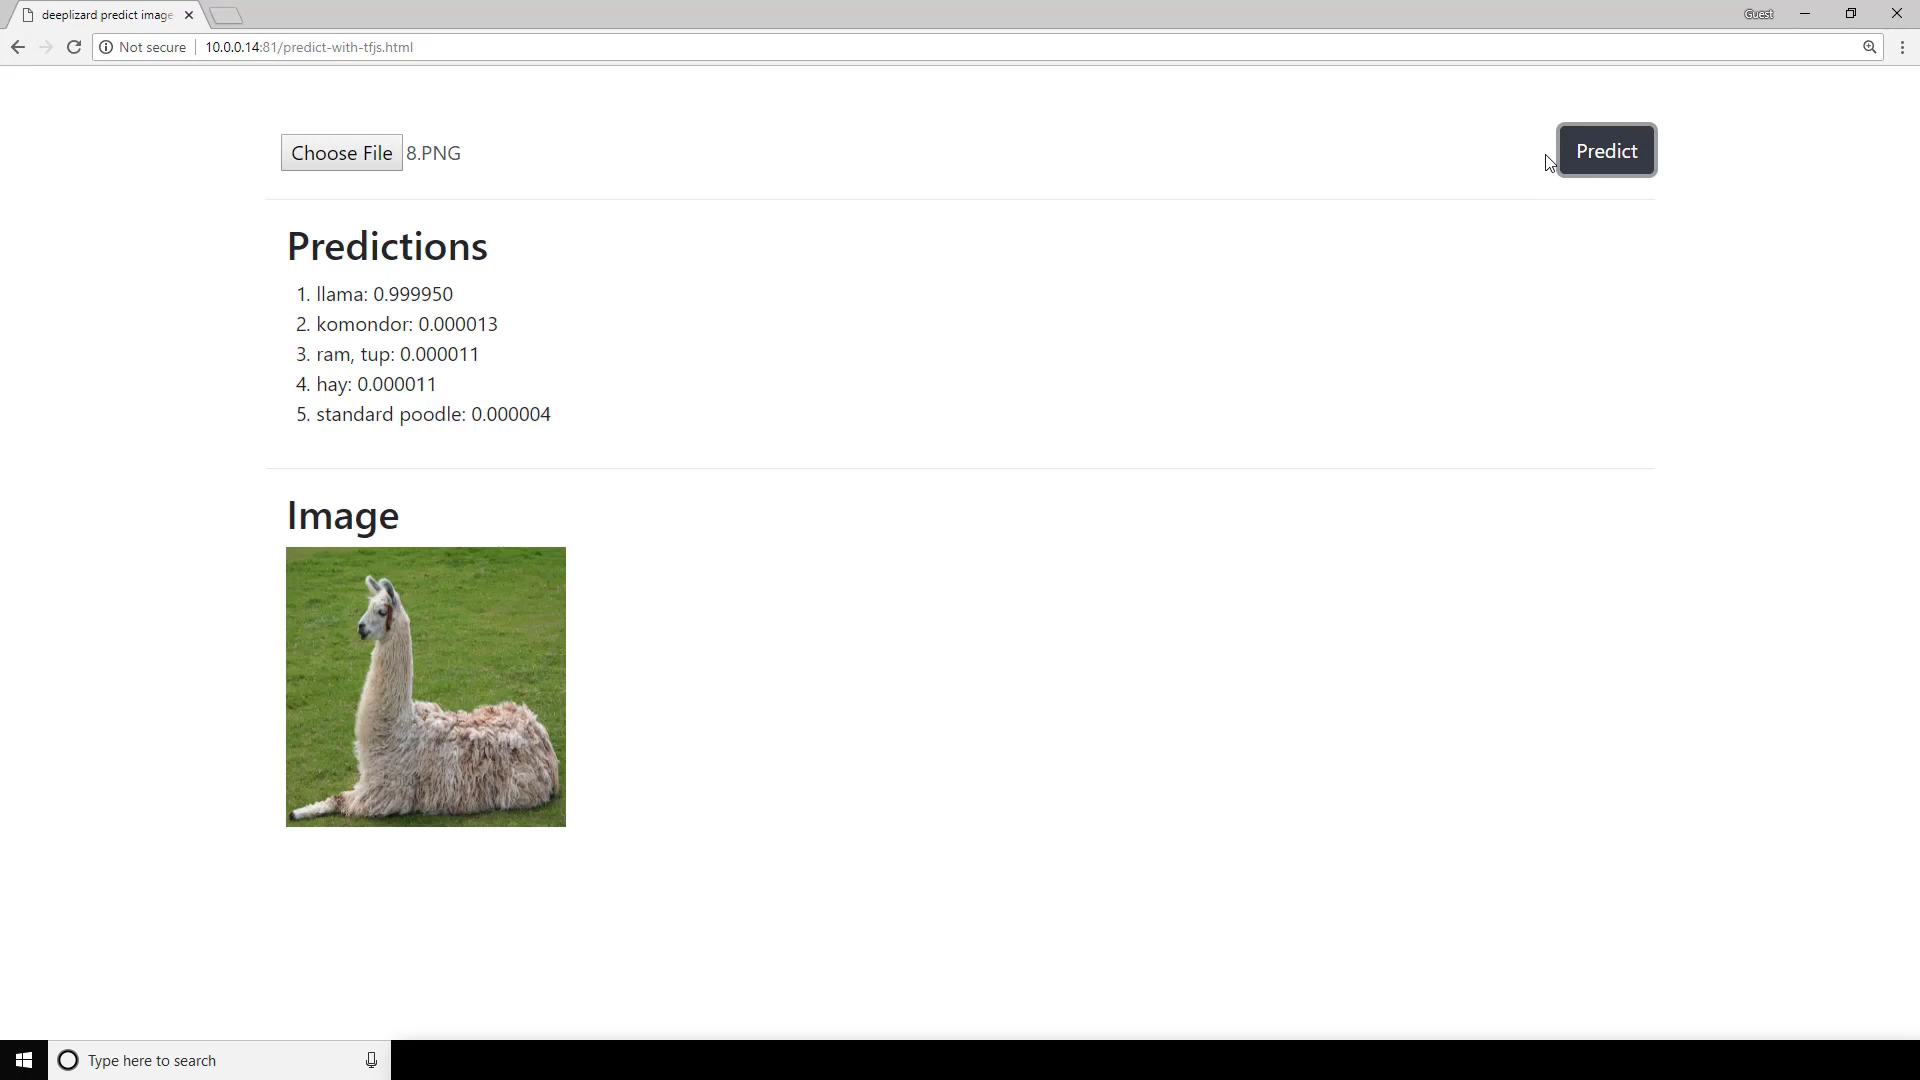 deeplizard predict image
Guest
Not secure
10.0.0.14:81/predict-with-tfjs.html
Choose File 8.PNG
Predict
Predictions
1. llama: 0.999950
2. komondor: 0.000013
3. ram, tup: 0.000011
4. hay: 0.000011
5. standard poodle: 0.000004
Image
Type here to search